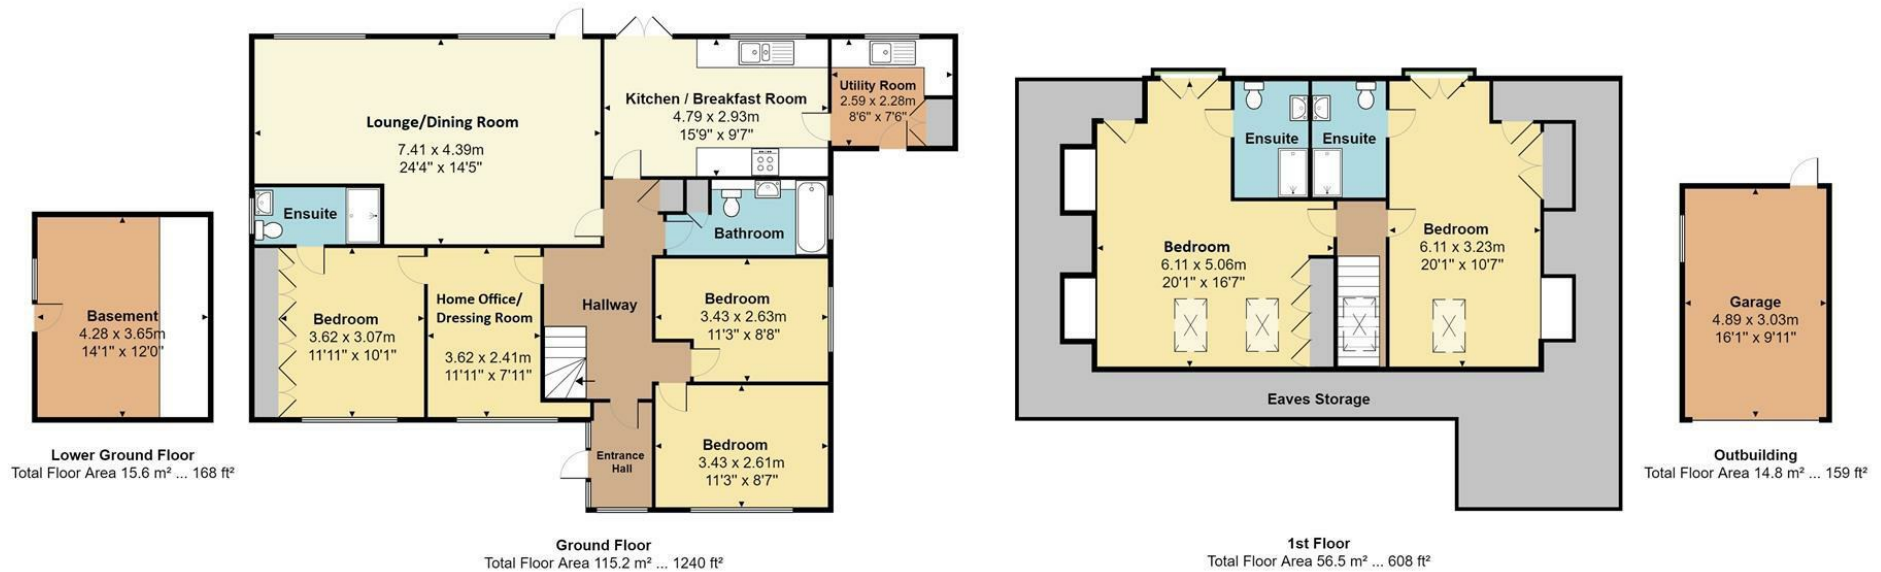 Basement
4.28 x 3.65m
14'1" x 12'0"
Lower Ground Floor
Total Floor Area 15.6 m² ... 168 ft²
Lounge/Dining Room
7.41 x 4.39m
24'4" x 14'5"
Kitchen / Breakfast Room
4.79 x 2.93m
15'9" x 9'7"
Utility Room
2.59 x 2.28m
8'6" x 7'6"
Ensuite
Bathroom
Bedroom
3.62 x 3.07m
11'11" x 10'1"
Home Office/
Dressing Room
3.62 x 2.41m
11'11" x 7'11"
Hallway
Bedroom
3.43 x 2.63m
11'3" x 8'8"
Entrance
Hall
Bedroom
3.43 x 2.61m
11'3" x 8'7"
Ground Floor
Total Floor Area 115.2 m² ... 1240 ft²
Ensuite
Ensuite
Bedroom
6.11 x 5.06m
20'1" x 16'7"
Bedroom
6.11 x 3.23m
20'1" x 10'7"
Eaves Storage
1st Floor
Total Floor Area 56.5 m² ... 608 ft²
Garage
4.89 x 3.03m
16'1" x 9'11"
Outbuilding
Total Floor Area 14.8 m² ... 159 ft²